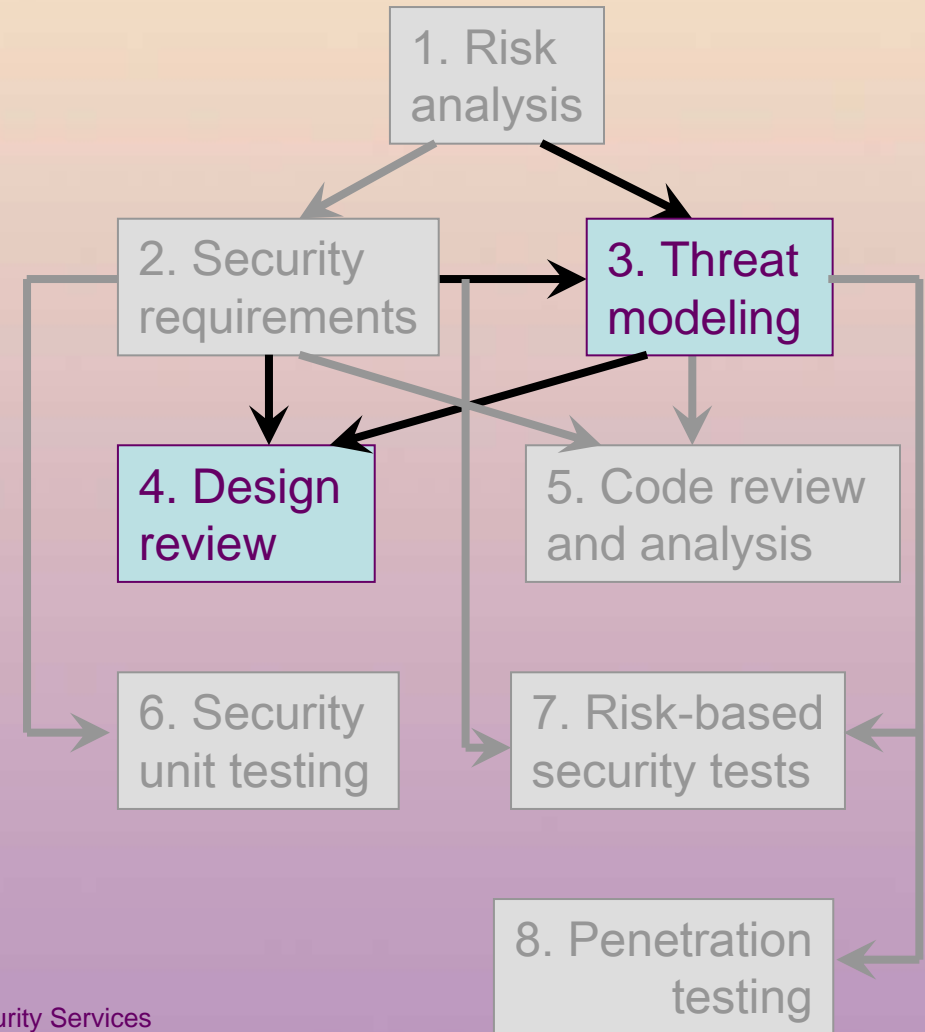 1. Risk
analysis
2. Security
requirements
3. Threat
modeling
4. Design
review
5. Code review
and analysis
6. Security
unit testing
7. Risk-based
security tests
8. Penetration
testing
urity Services